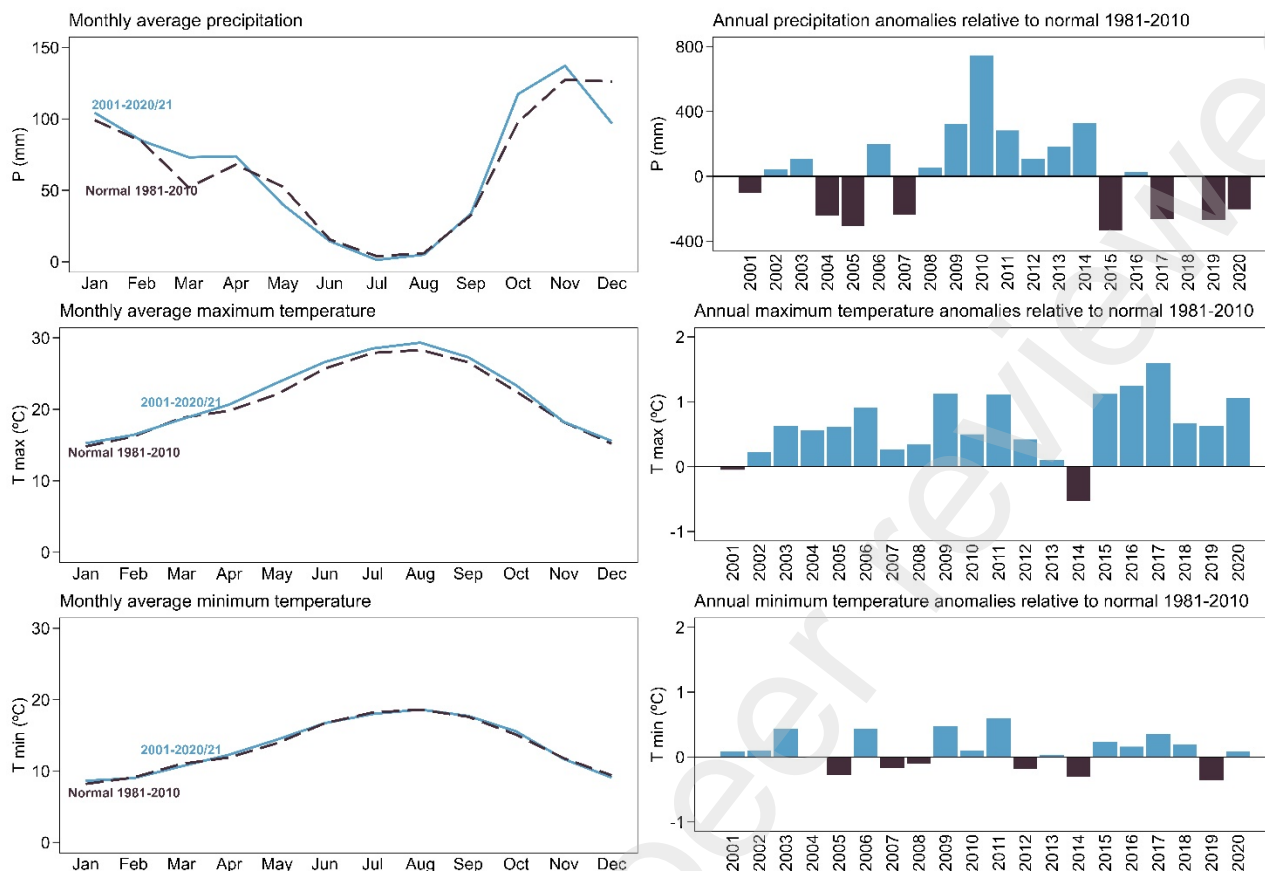 Monthly average precipitation
150
100
50
0
P (mm)
2001-2020/21
Normal 1981-2010
Jan Feb Mar Apr May Jun Jul Aug Sep Oct Nov Dec
Annual precipitation anomalies relative to normal 1981-2010
800
400
0
-400
P (mm)
2001 2002 2003 2004 2005 2006 2007 2008 2009 2010 2011 2012 2013 2014 2015 2016 2017 2018 2019 2020
Monthly average maximum temperature
30
20
10
0
T max (ºC)
2001-2020/21
Normal 1981-2010
Jan Feb Mar Apr May Jun Jul Aug Sep Oct Nov Dec
Annual maximum temperature anomalies relative to normal 1981-2010
2
1
0
-1
T max (ºC)
2001 2002 2003 2004 2005 2006 2007 2008 2009 2010 2011 2012 2013 2014 2015 2016 2017 2018 2019 2020
Monthly average minimum temperature
30
20
10
0
T min (ºC)
2001-2020/21
Normal 1981-2010
Jan Feb Mar Apr May Jun Jul Aug Sep Oct Nov Dec
Annual minimum temperature anomalies relative to normal 1981-2010
2
1
0
-1
T min (ºC)
2001 2002 2003 2004 2005 2006 2007 2008 2009 2010 2011 2012 2013 2014 2015 2016 2017 2018 2019 2020
peer reviewe